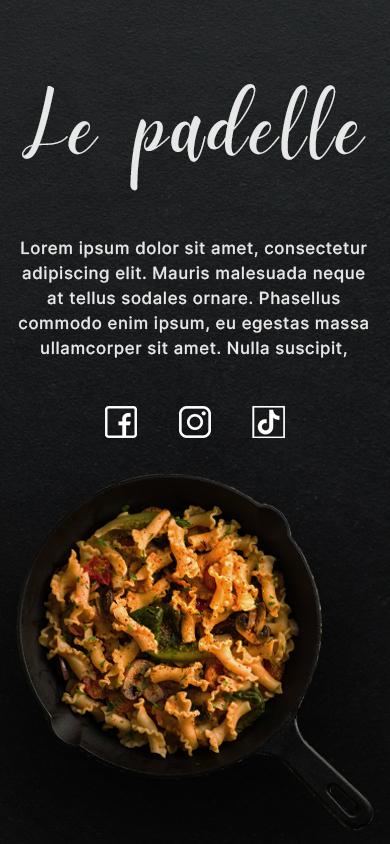 Le padelle
Lorem ipsum dolor sit amet, consectetur
adipiscing elit. Mauris malesuada neque
at tellus sodales ornare. Phasellus
commodo enim ipsum, eu egestas massa
ullamcorper sit amet. Nulla suscipit,